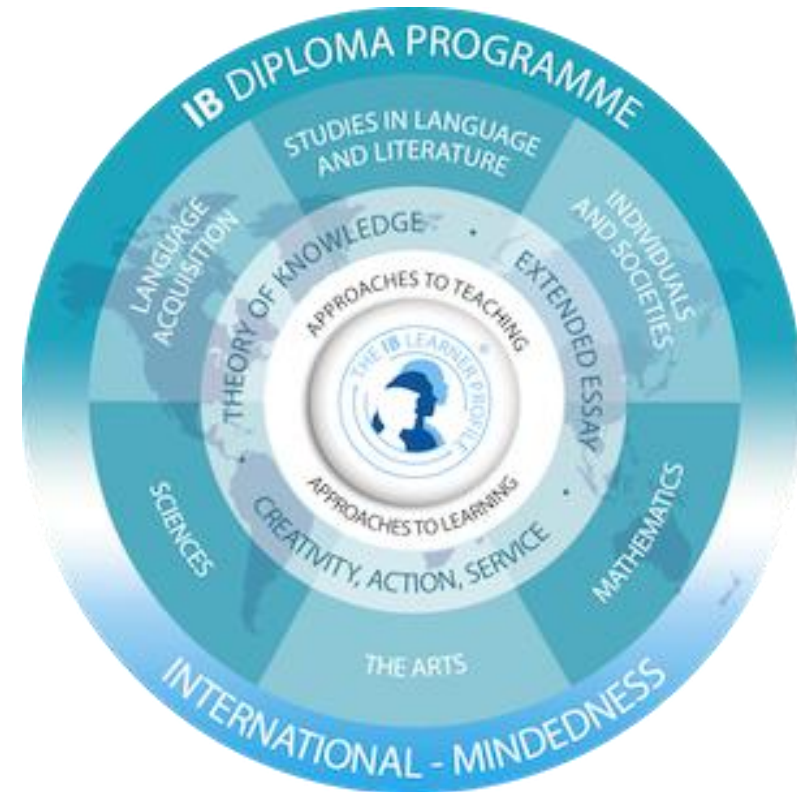 IB DIPLOMA PROGRAMME
STUDIES IN LANGUAGE
AND LITERATURE
LANGUAGE
ACQUISITION
INDIVIDUALS
AND SOCIETIES
THEORY OF KNOWLEDGE
EXTENDED ESSAY
APPROACHES TO TEACHING
THE IB LEARNER PROFILE®
APPROACHES TO LEARNING
CREATIVITY, ACTION, SERVICE
SCIENCES
MATHEMATICS
THE ARTS
INTERNATIONAL - MINDEDNESS